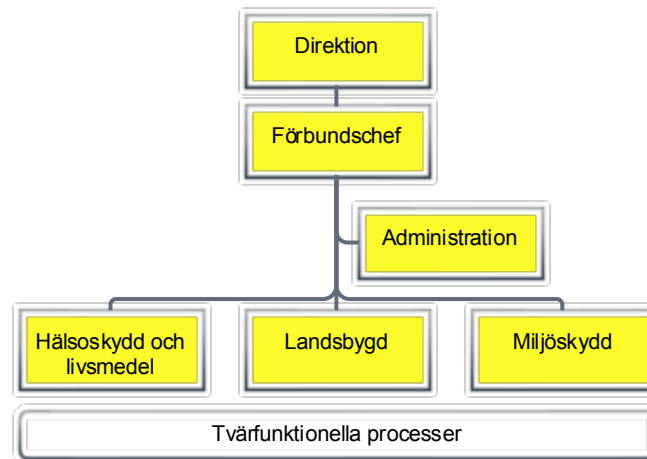 Direktion
Förbundschef
Administration
Hälsoskydd och
livsmedel
Landsbygd
Miljöskydd
Tvärfunktionella processer